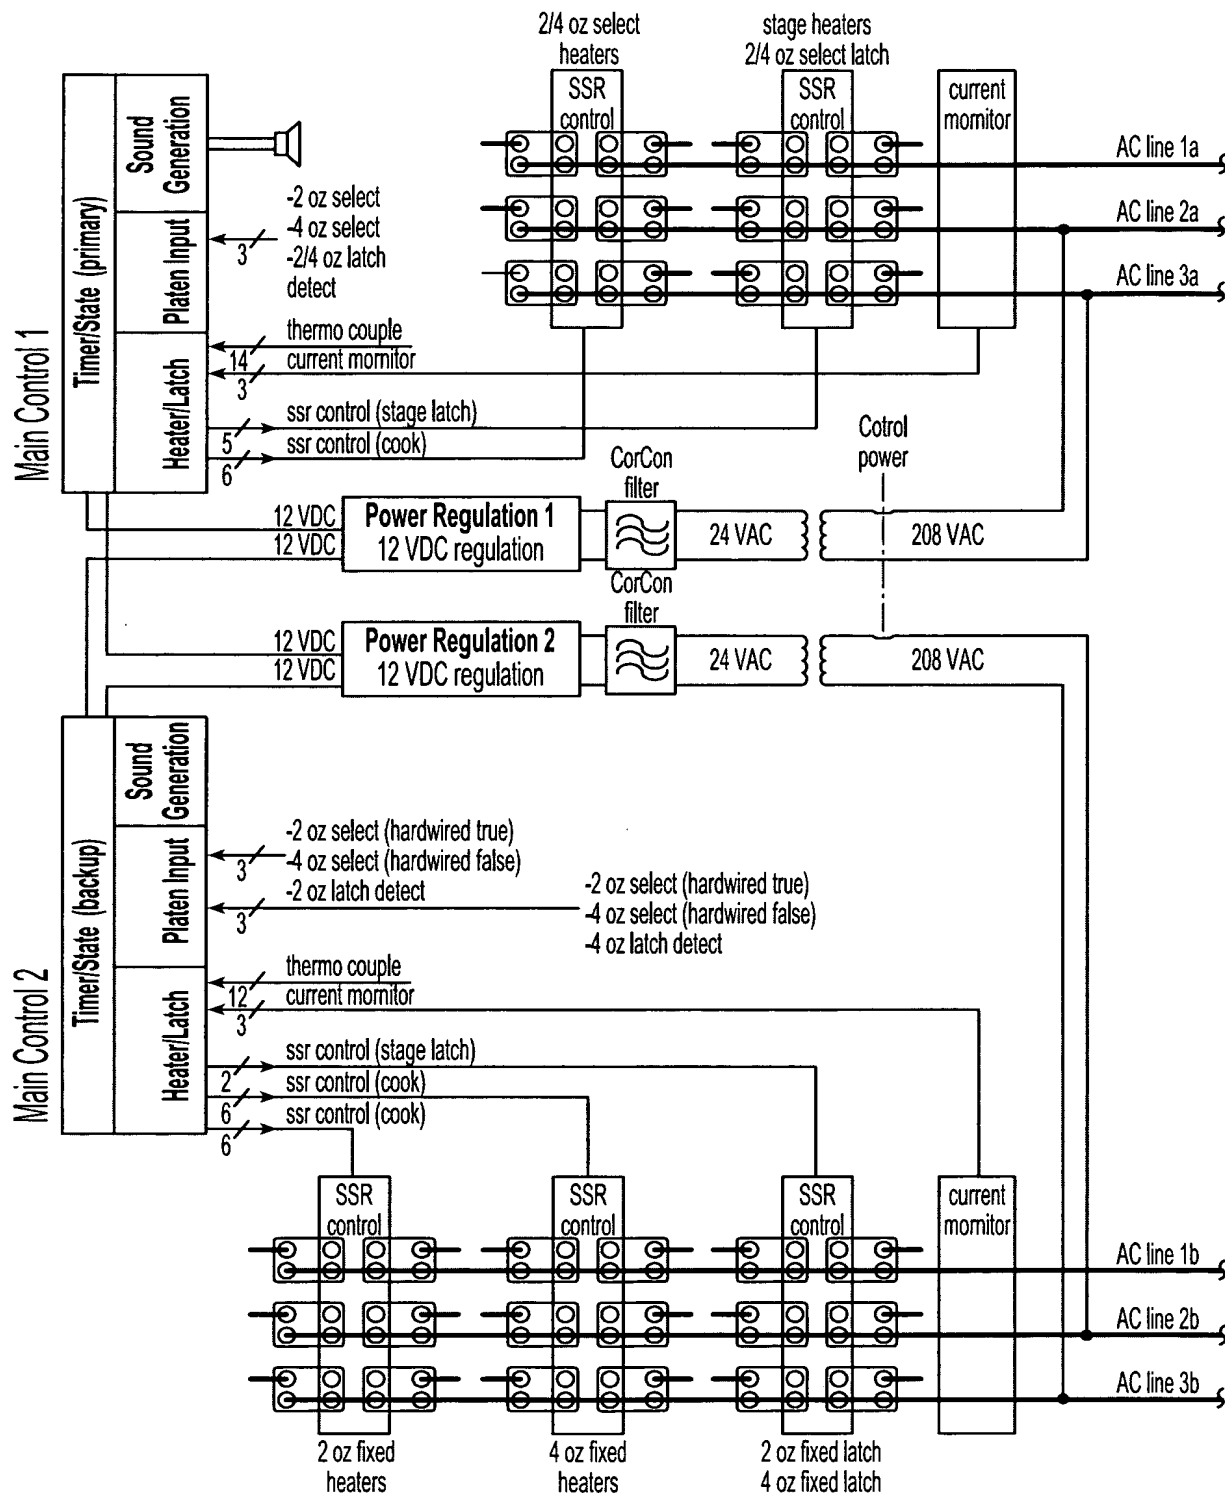 2/4 oz select
heaters
stage heaters
2/4 oz select latch
SSR
control
SSR
control
current
mornitor
AC line 1a
AC line 2a
AC line 3a
Main Control 1
Timer/State (primary)
Sound
Generation
Platen Input
Heater/Latch
-2 oz select
-4 oz select
-2/4 oz latch
detect
3
thermo couple
14
current mornitor
3
ssr control (stage latch)
5
ssr control (cook)
6
Cotrol
power
CorCon
filter
12 VDC
12 VDC
Power Regulation 1
12 VDC regulation
24 VAC
208 VAC
CorCon
filter
12 VDC
12 VDC
Power Regulation 2
12 VDC regulation
24 VAC
208 VAC
Main Control 2
Timer/State (backup)
Sound
Generation
Platen Input
Heater/Latch
-2 oz select (hardwired true)
-4 oz select (hardwired false)
3
-2 oz latch detect
3
-2 oz select (hardwired true)
-4 oz select (hardwired false)
-4 oz latch detect
thermo couple
12
current mornitor
3
ssr control (stage latch)
2
ssr control (cook)
6
ssr control (cook)
6
SSR
control
SSR
control
SSR
control
current
mornitor
AC line 1b
AC line 2b
AC line 3b
2 oz fixed
heaters
4 oz fixed
heaters
2 oz fixed latch
4 oz fixed latch